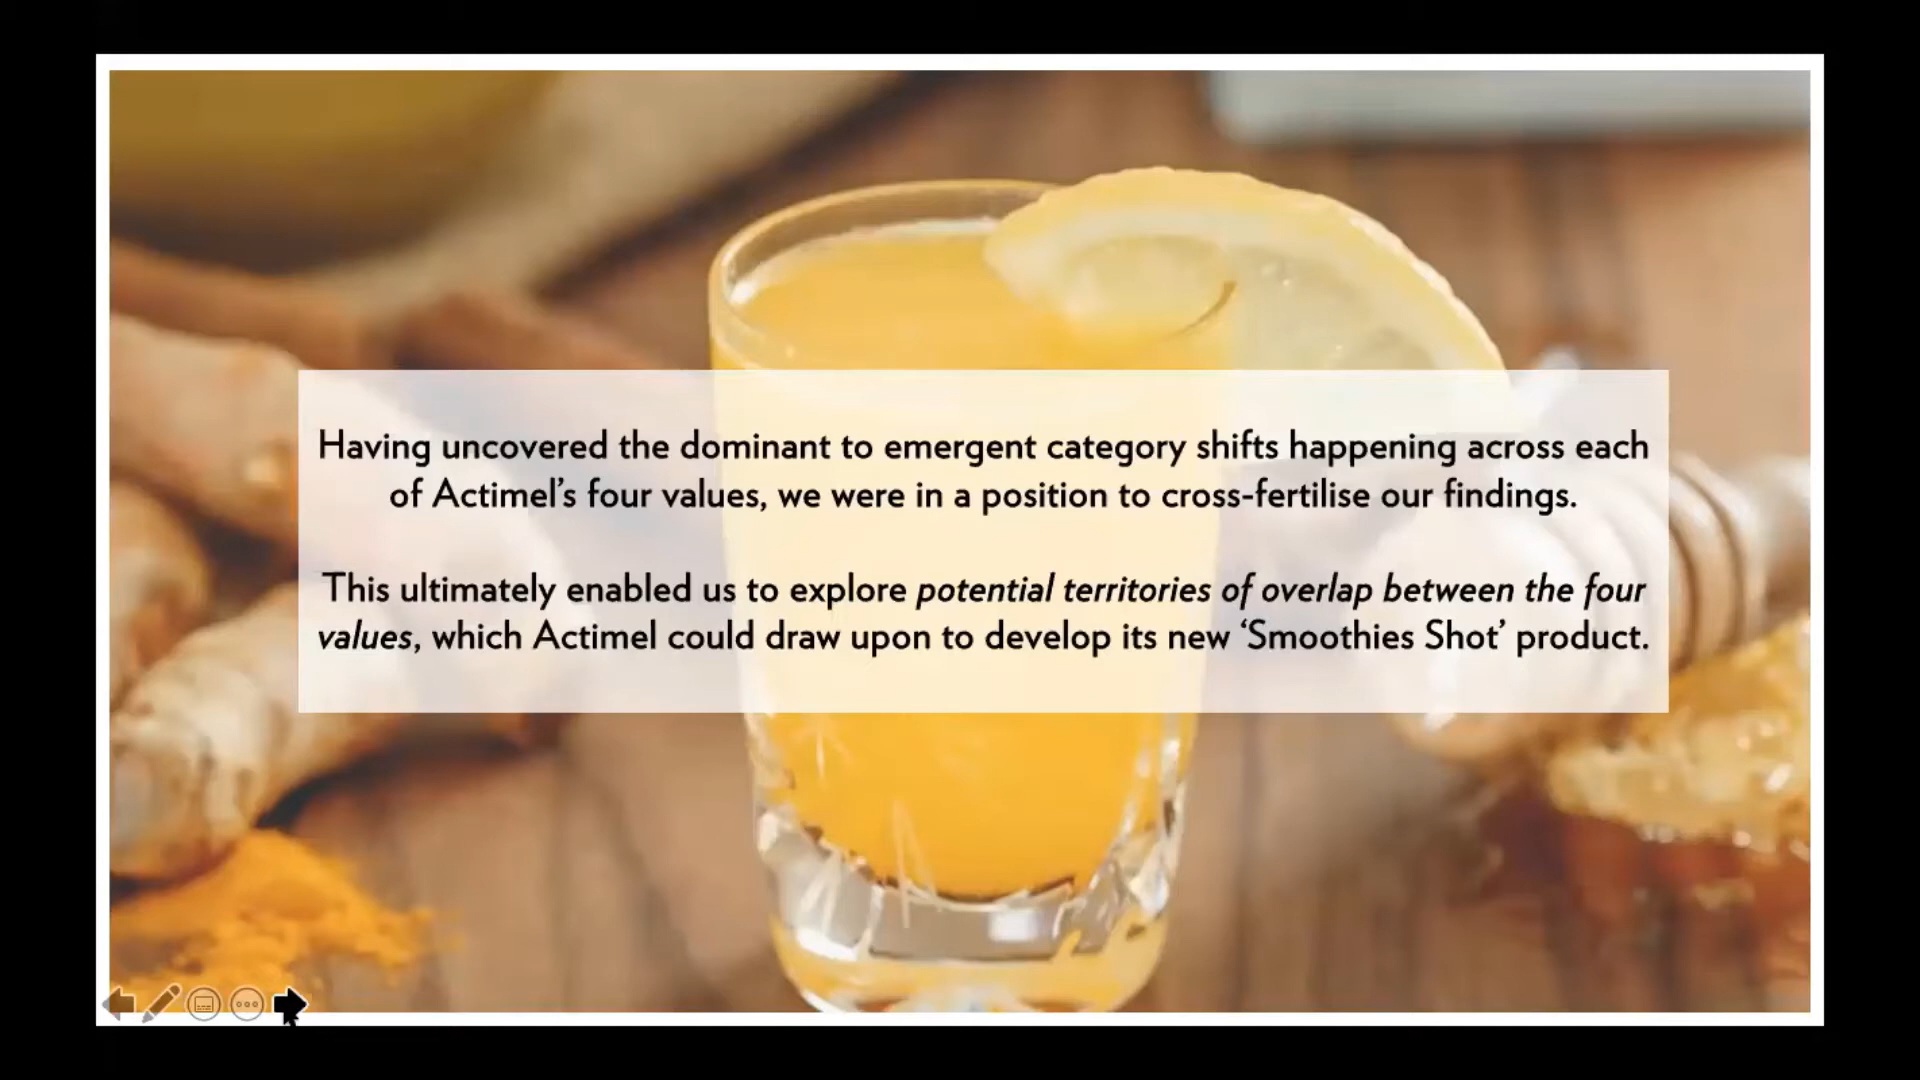 Having uncovered the dominant to emergent category shifts happening across each
of Actimel’s four values, we were in a position to cross-fertilise our findings.
This ultimately enabled us to explore potential territories of overlap between the four
values, which Actimel could draw upon to develop its new ‘Smoothies Shot’ product.